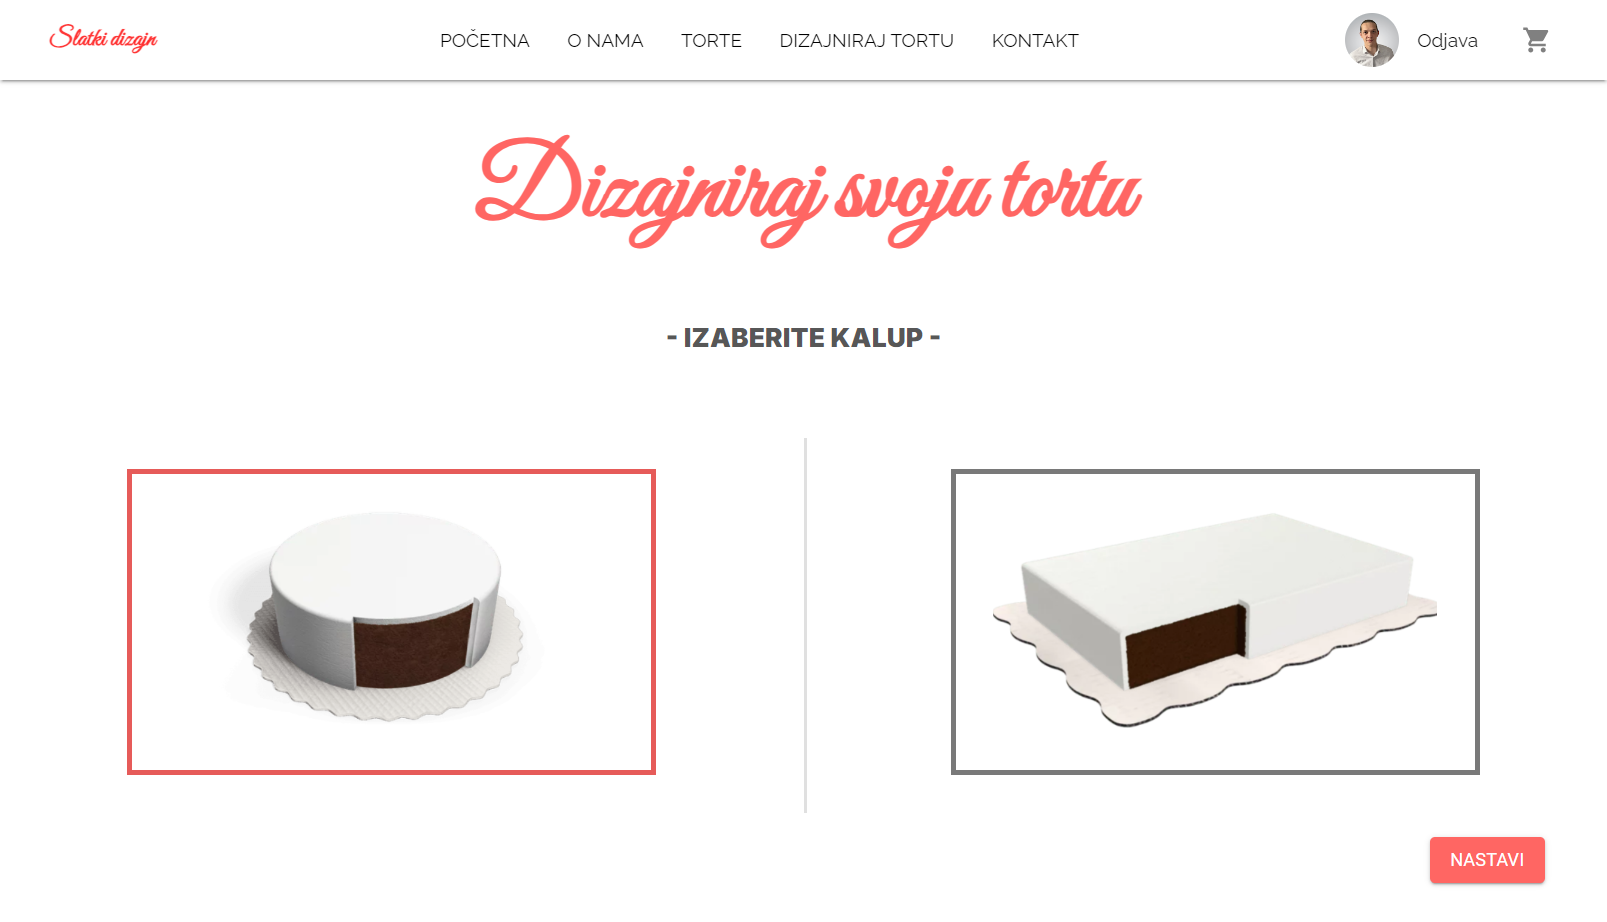 Slatki dizajn
POČETNA
O NAMA
TORTE
DIZAJNIRAJ TORTU
KONTAKT
Odjava
Dizajniraj svoju tortu
- IZABERITE KALUP -
NASTAVI